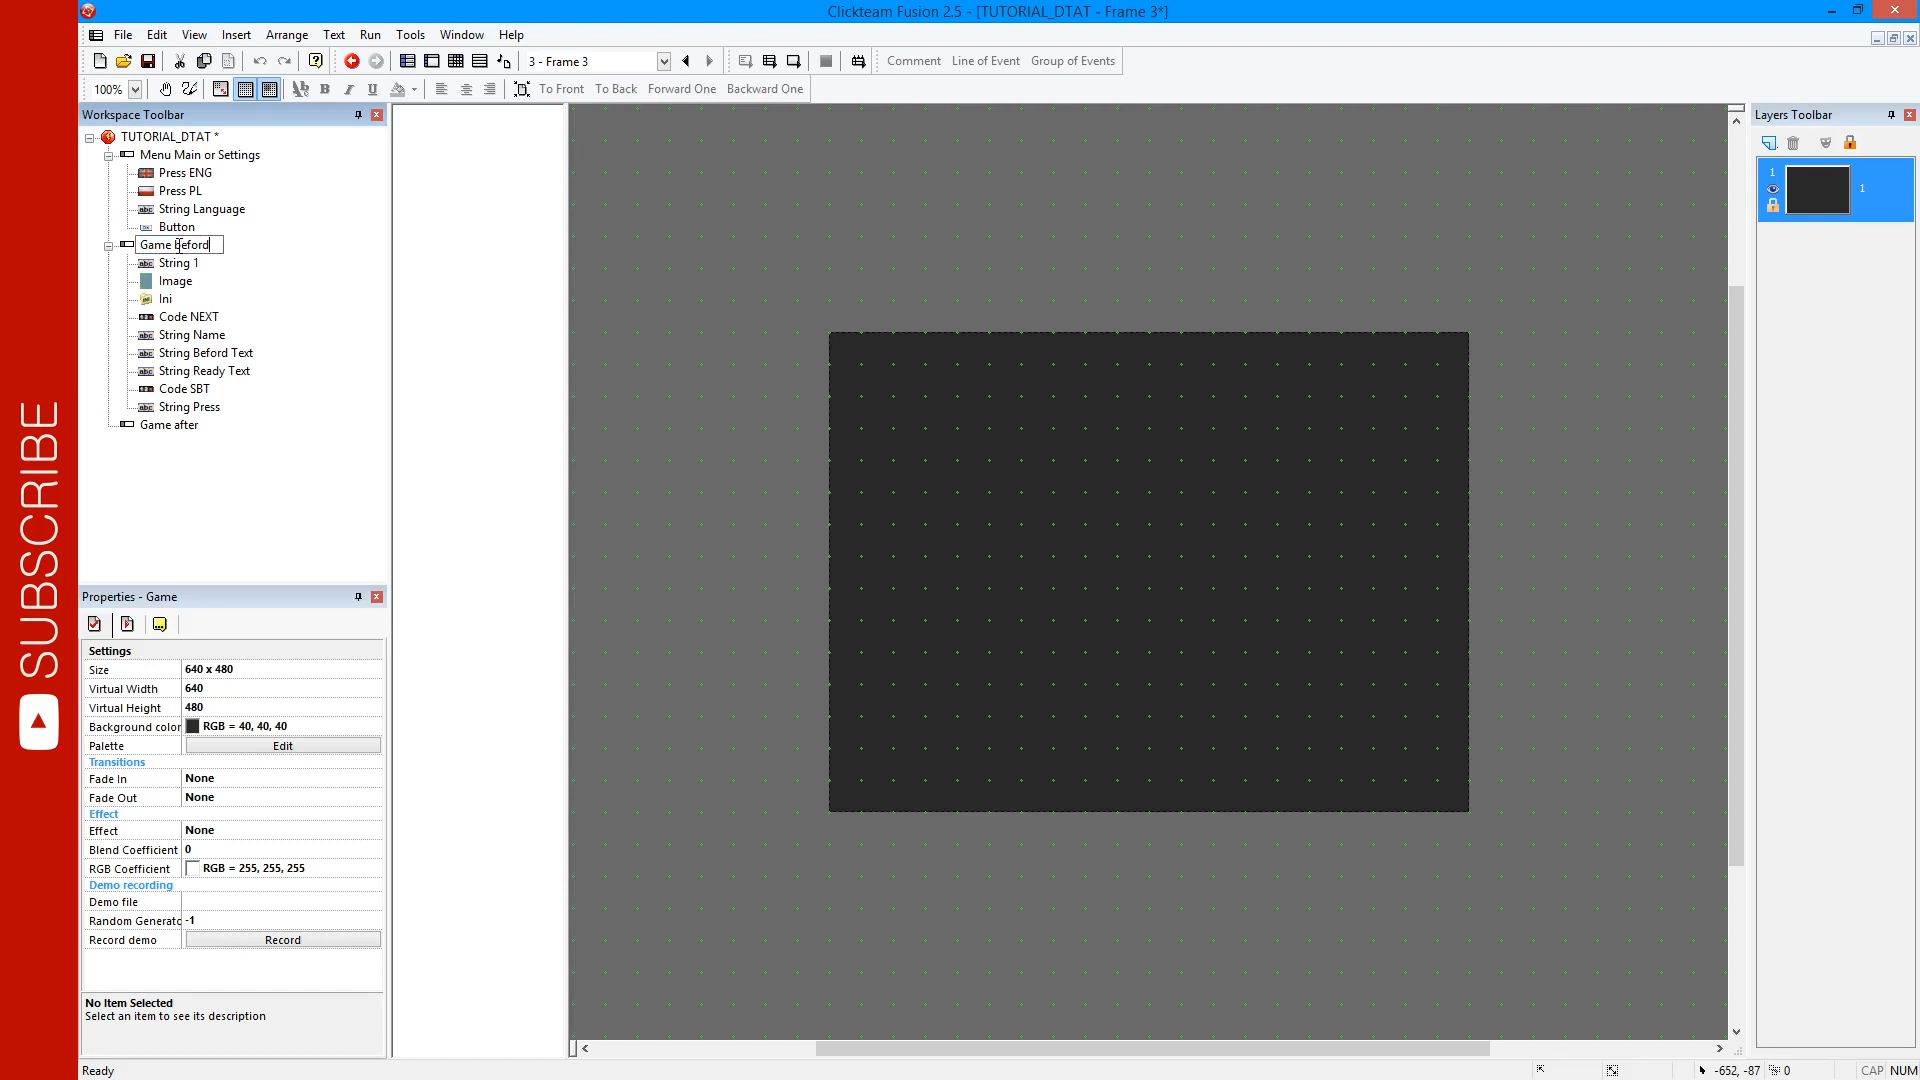 Clickteam Fusion 2.5 - [TUTORIAL_DTAT - Frame 3*]
File Edit View Insert Arrange Text Run Tools Window Help
3 - Frame 3
Comment Line of Event Group of Events
100%
B I U
To Front To Back Forward One Backward One
Workspace Toolbar
TUTORIAL_DTAT *
Menu Main or Settings
Press ENG
Press PL
String Language
Button
Game beford
String 1
Image
Ini
Code NEXT
String Name
String Beford Text
String Ready Text
Code SBT
String Press
Game after
Properties - Game
Settings
Size 640 x 480
Virtual Width 640
Virtual Height 480
Background color RGB = 40, 40, 40
Palette Edit
Transitions
Fade In None
Fade Out None
Effect
Effect None
Blend Coefficient 0
RGB Coefficient RGB = 255, 255, 255
Demo recording
Demo file
Random Generato -1
Record demo Record
No Item Selected
Select an item to see its description
Ready
Layers Toolbar
1
1
-652, -87 0
CAP NUM
SUBSCRIBE